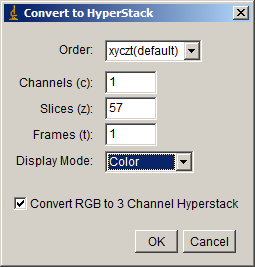 Convert to HyperStack
Order: xyczt(default)
Channels (c): 1
Slices (z): 57
Frames (t): 1
Display Mode: Color
Convert RGB to 3 Channel Hyperstack
OK Cancel